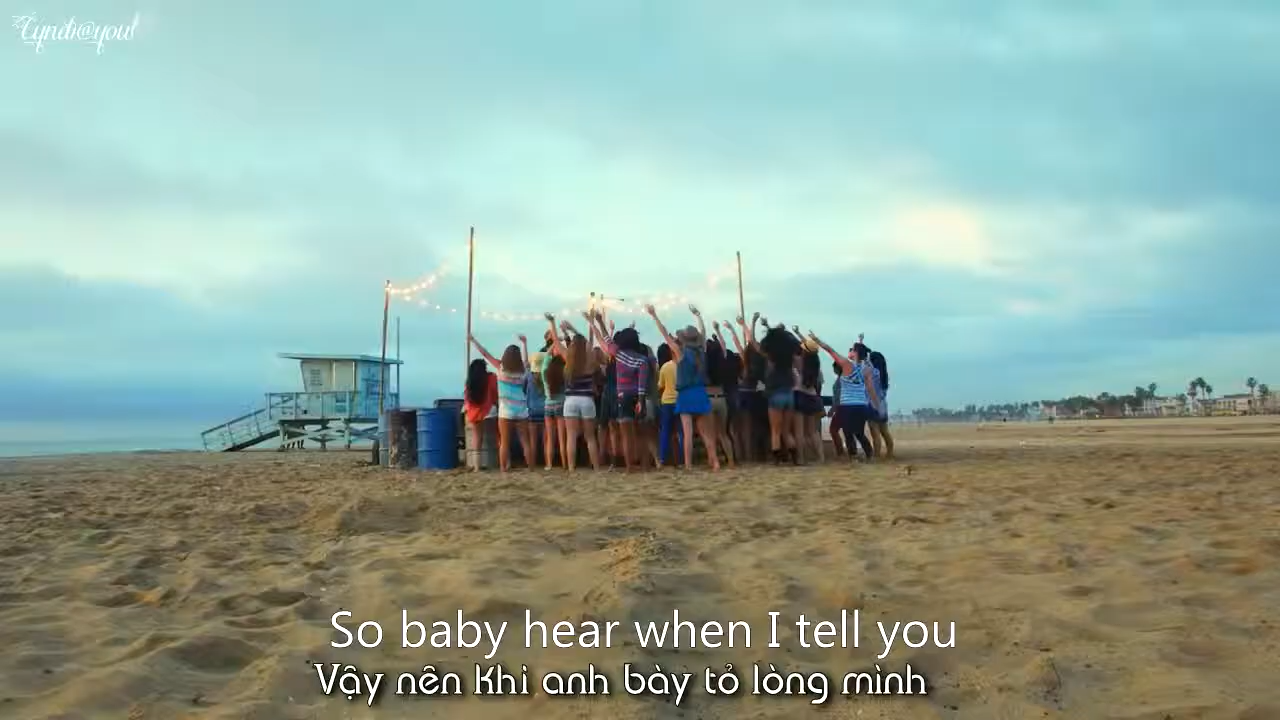 Cyndi@you!
So baby hear when I tell you
Vậy nên khi anh bày tỏ lòng mình